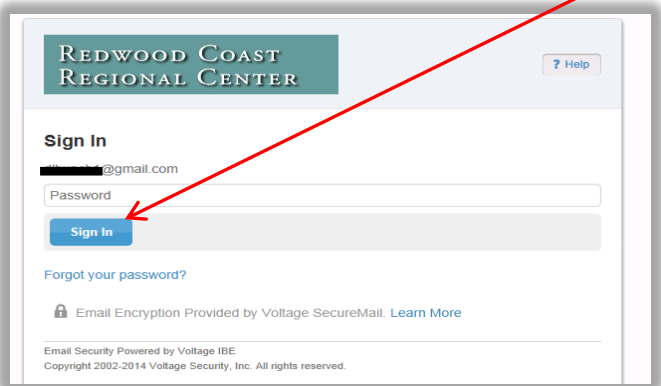 REDWOOD COAST
REGIONAL CENTER
? Help
Sign In
@gmail.com
Password
Sign In
Forgot your password?
Email Encryption Provided by Voltage SecureMail. Learn More
Email Security Powered by Voltage IBE
Copyright 2002-2014 Voltage Security, Inc. All rights reserved.